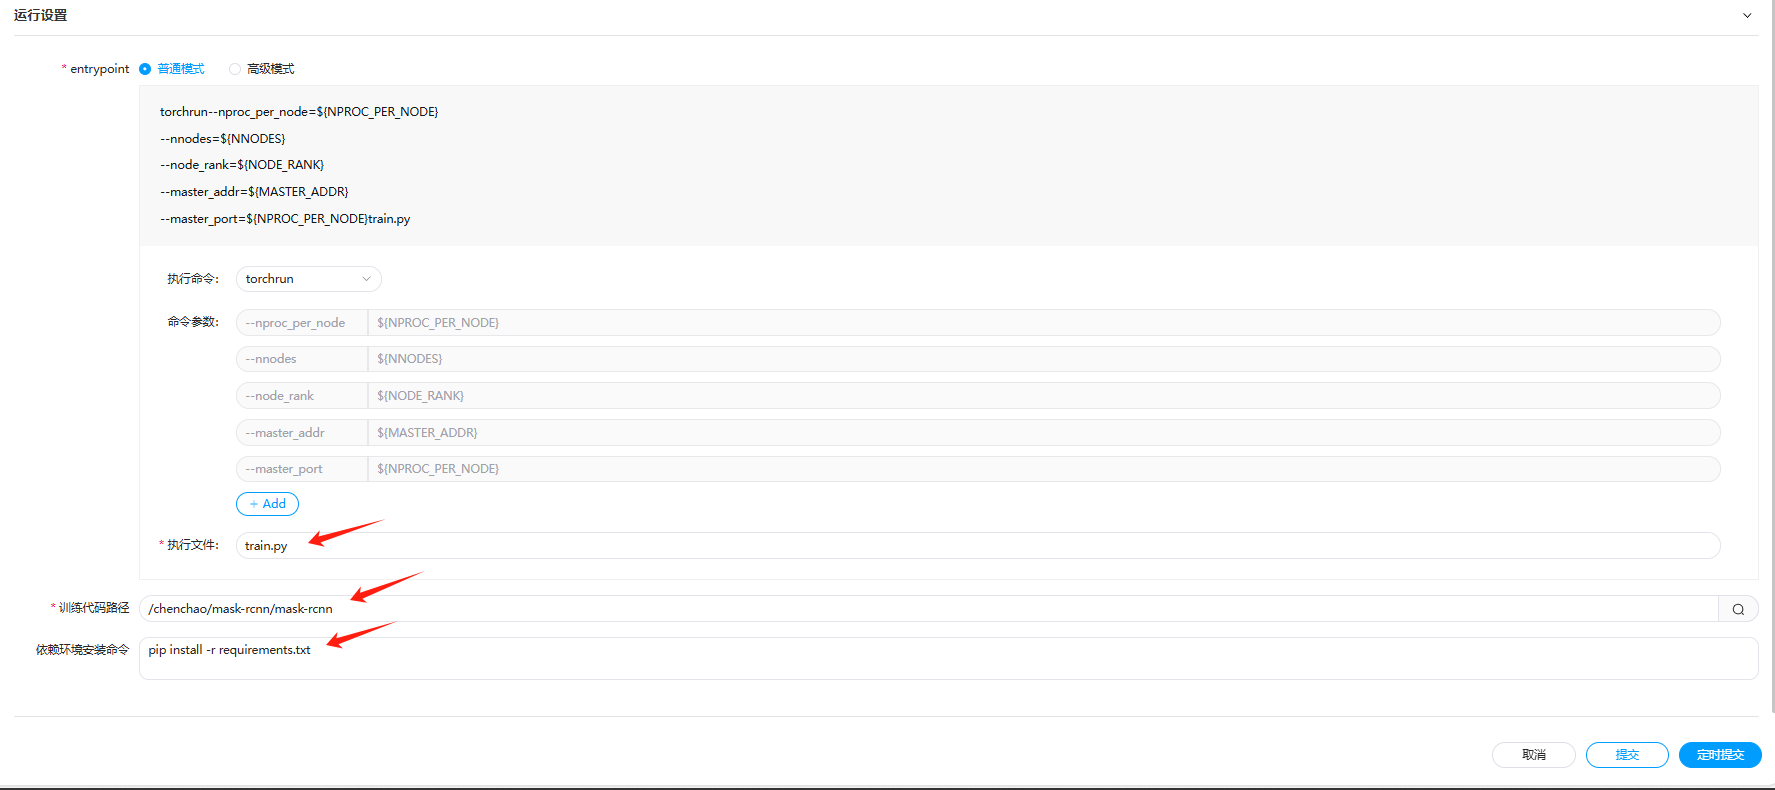 运行设置
* entrypoint 普通模式 高级模式
torchrun--nproc_per_node=${NPROC_PER_NODE}
--nnodes=${NNODES}
--node_rank=${NODE_RANK}
--master_addr=${MASTER_ADDR}
--master_port=${NPROC_PER_NODE}train.py
执行命令: torchrun
命令参数: --nproc_per_node ${NPROC_PER_NODE}
--nnodes ${NNODES}
--node_rank ${NODE_RANK}
--master_addr ${MASTER_ADDR}
--master_port ${NPROC_PER_NODE}
+ Add
* 执行文件: train.py
* 训练代码路径 /chenchao/mask-rcnn/mask-rcnn
依赖环境安装命令 pip install -r requirements.txt
取消 提交 定时提交